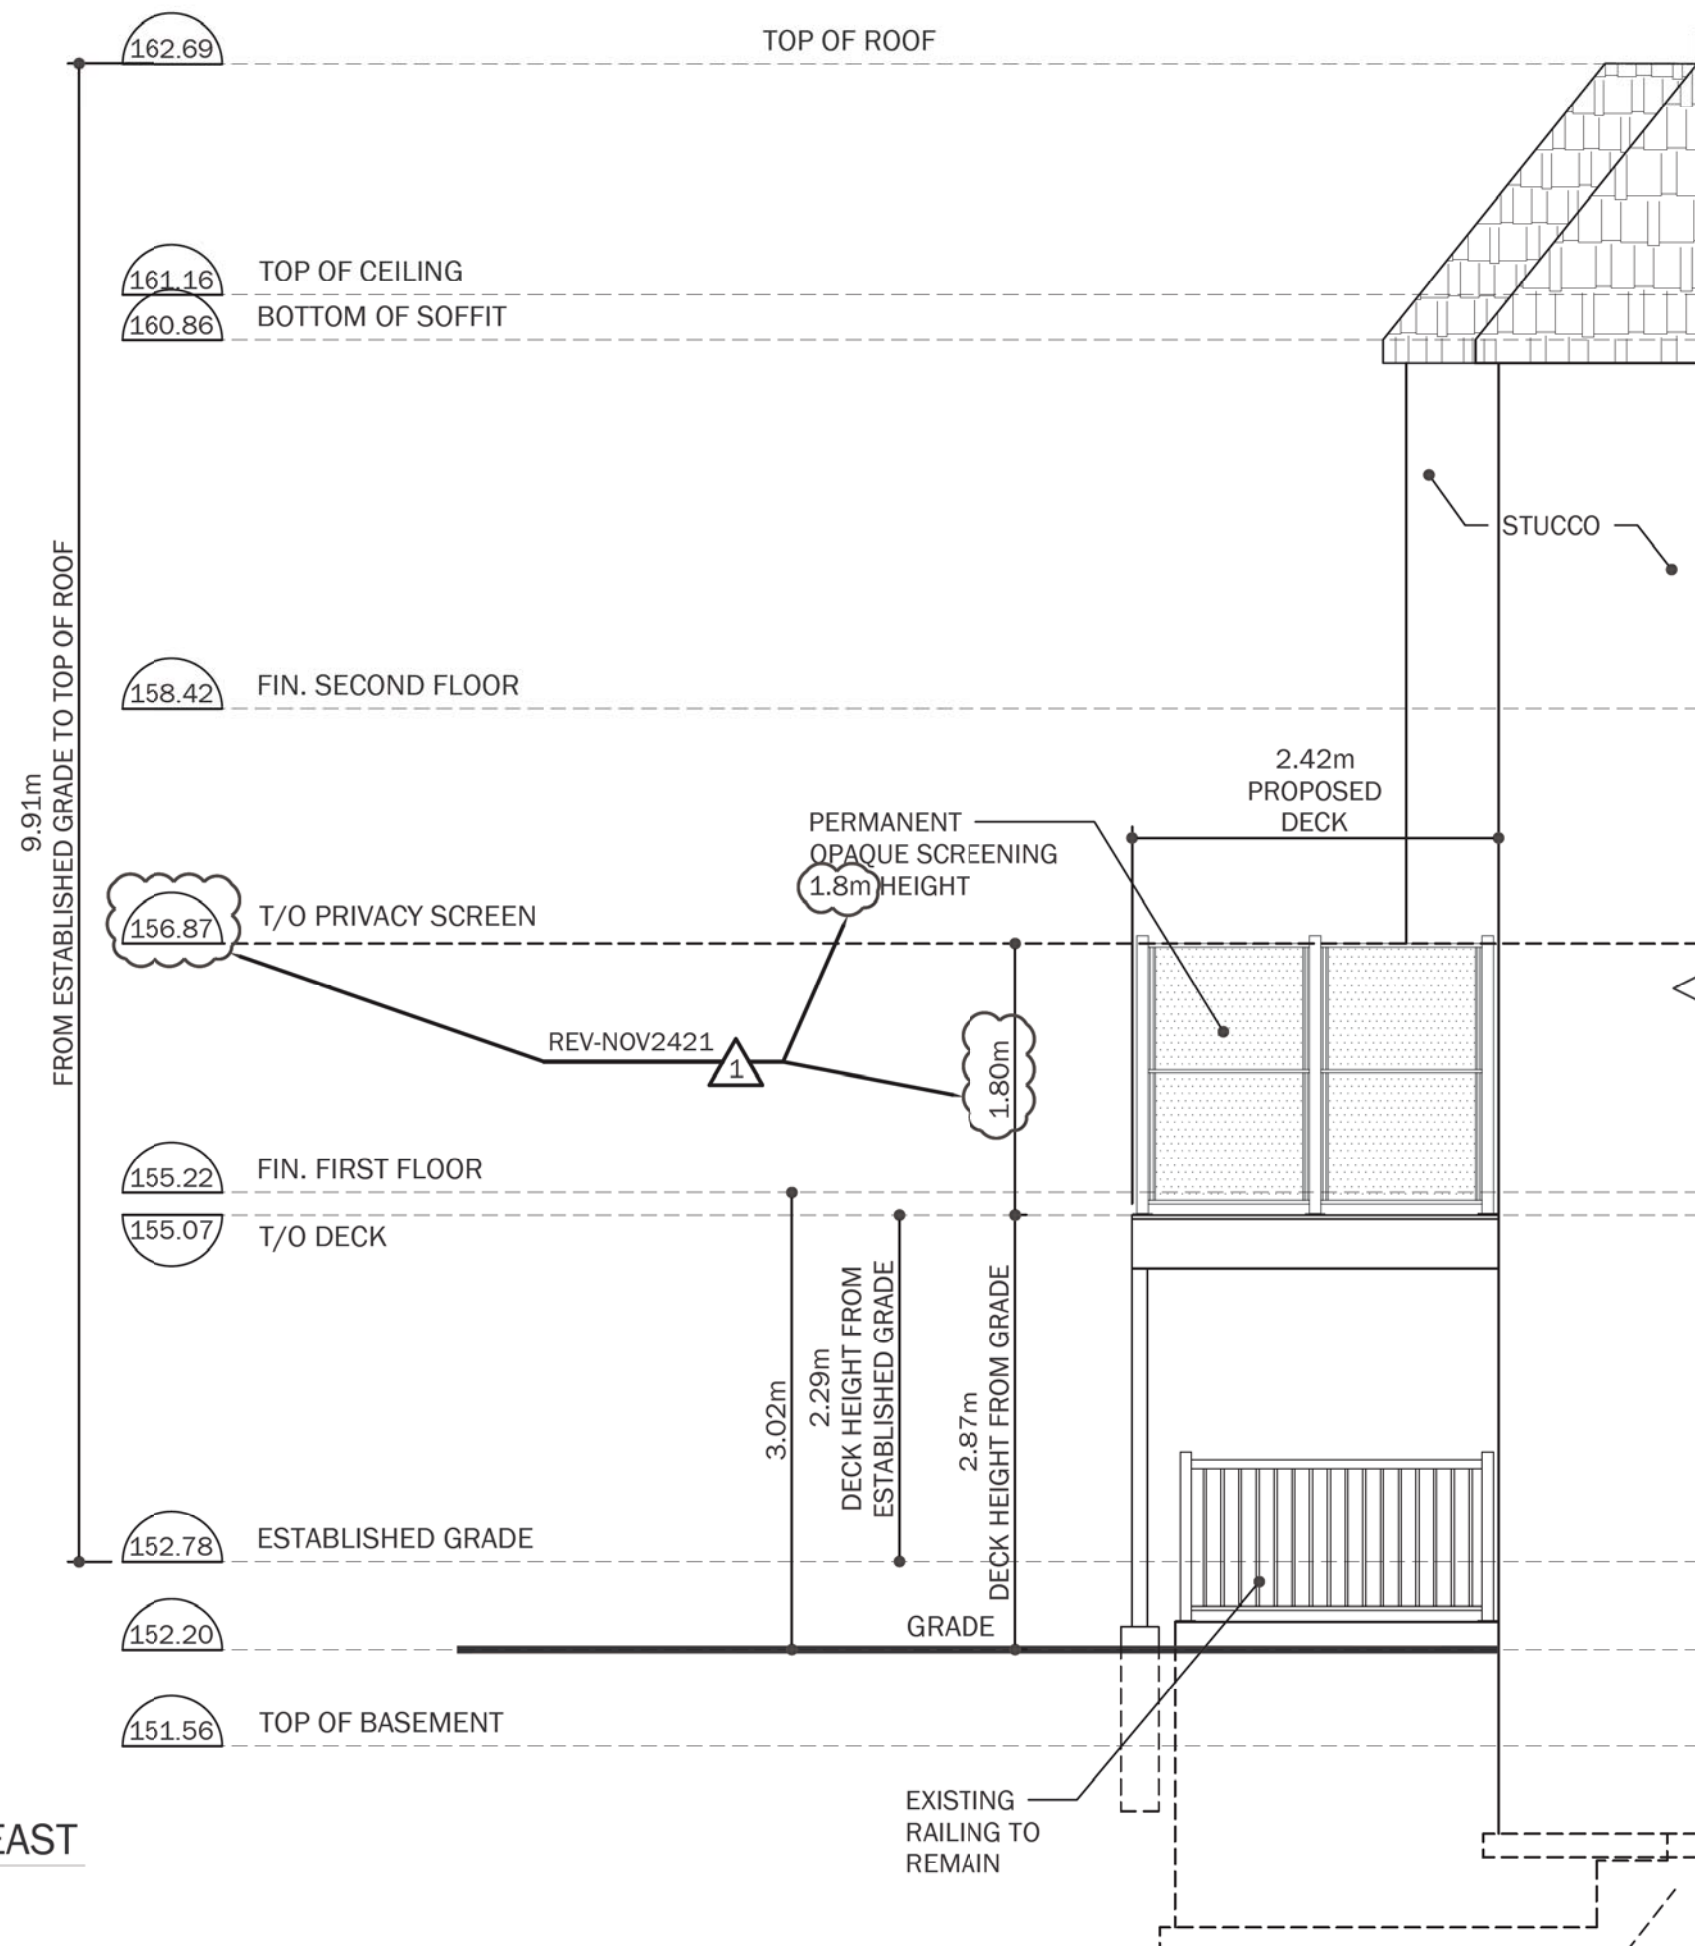 162.69
TOP OF ROOF
161.16
TOP OF CEILING
160.86
BOTTOM OF SOFFIT
STUCCO
9.91m
FROM ESTABLISHED GRADE TO TOP OF ROOF
158.42
FIN. SECOND FLOOR
2.42m
PROPOSED
DECK
PERMANENT
OPAQUE SCREENING
1.8m HEIGHT
156.87
T/O PRIVACY SCREEN
REV-NOV2421
1
1.80m
155.22
FIN. FIRST FLOOR
155.07
T/O DECK
3.02m
2.29m
DECK HEIGHT FROM
ESTABLISHED GRADE
2.87m
DECK HEIGHT FROM GRADE
152.78
ESTABLISHED GRADE
152.20
GRADE
151.56
TOP OF BASEMENT
EXISTING
RAILING TO
REMAIN
EAST